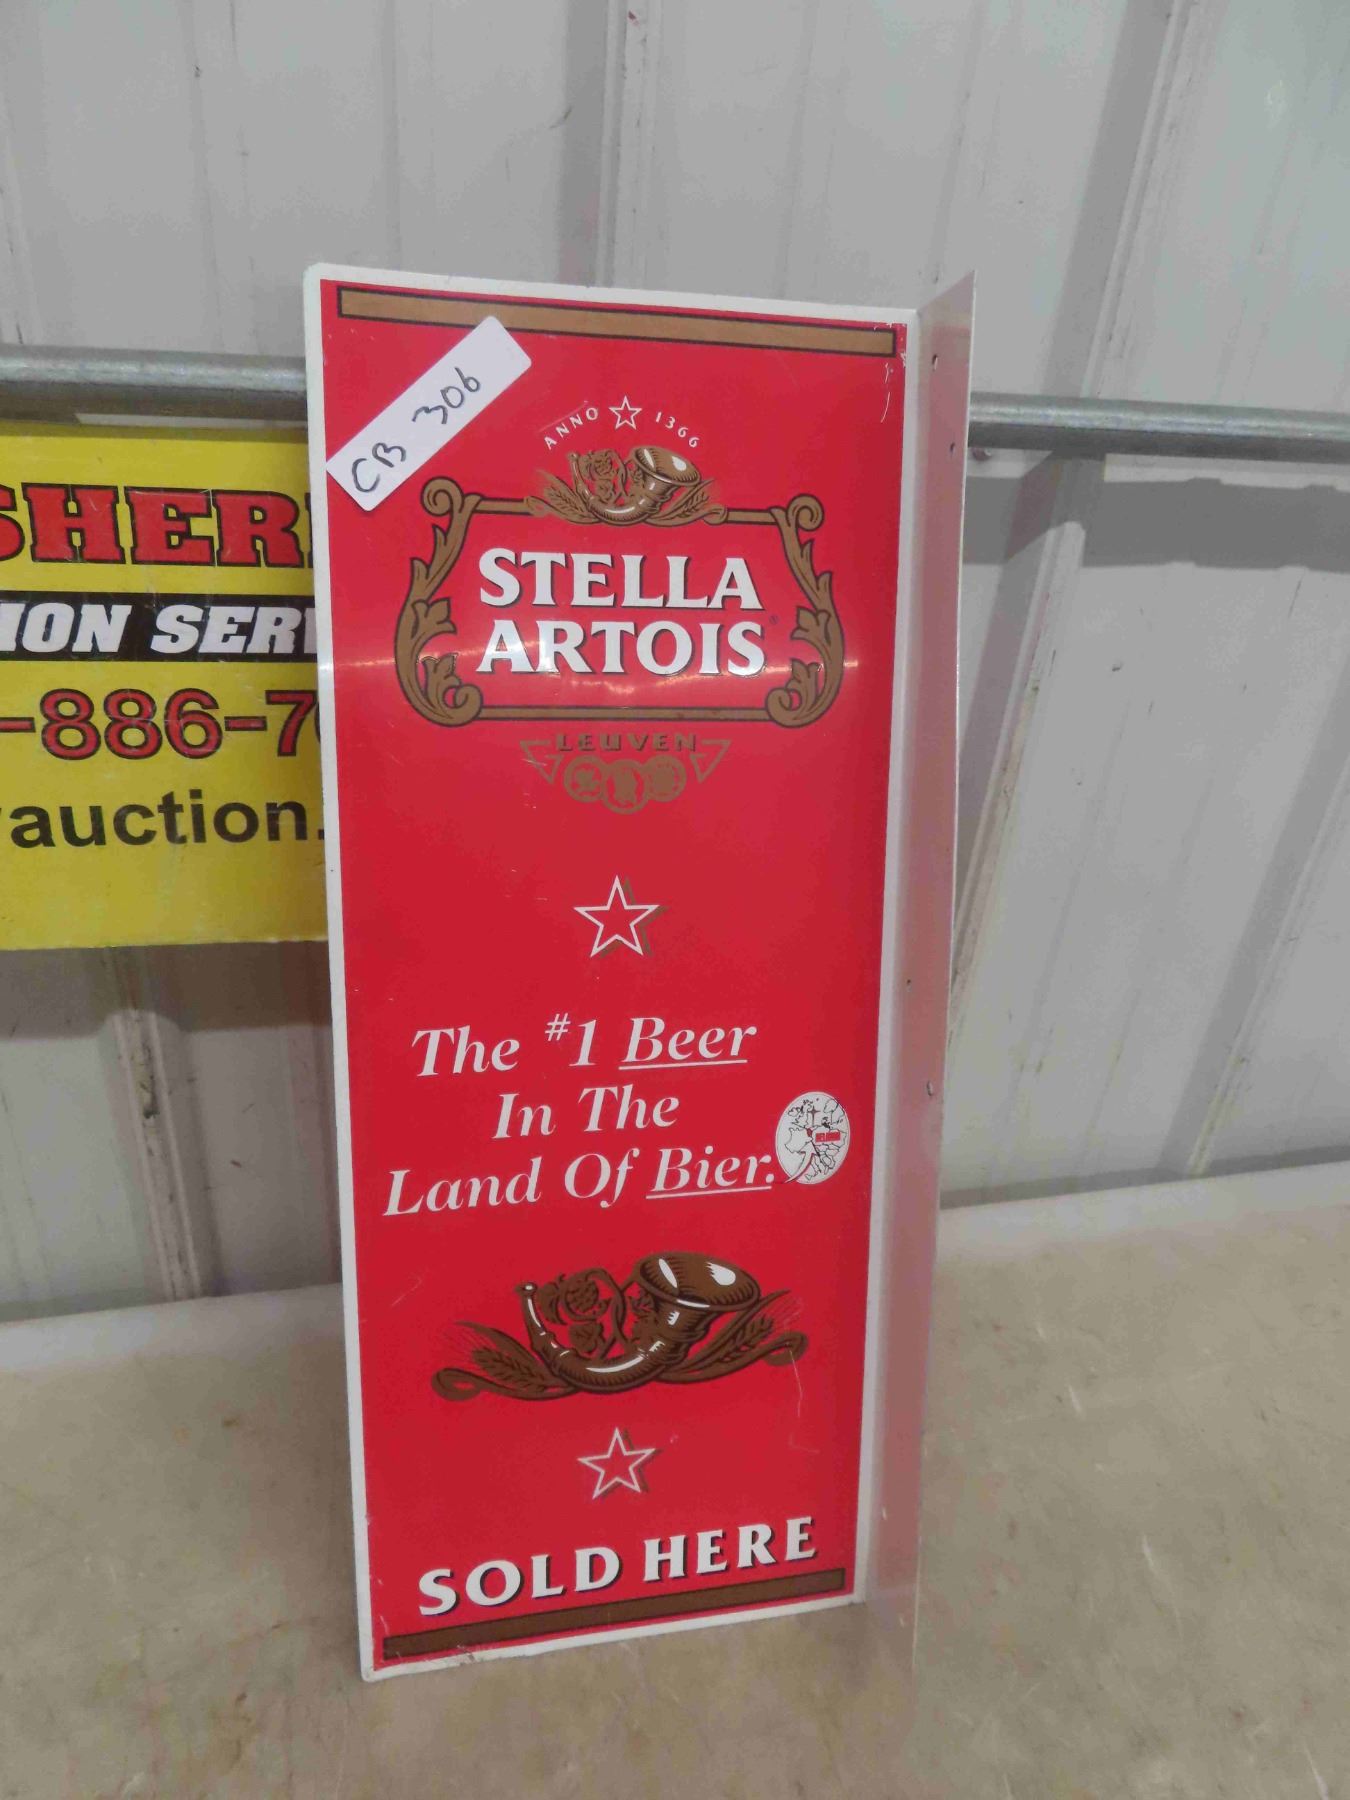 CB 306
ANNO ☆ 1366
STELLA
ARTOIS®
LEUVEN
The #1 Beer
In The
Land Of Bier.
BELGIUM
SOLD HERE
SHER
ION SER
-886-7
auction.